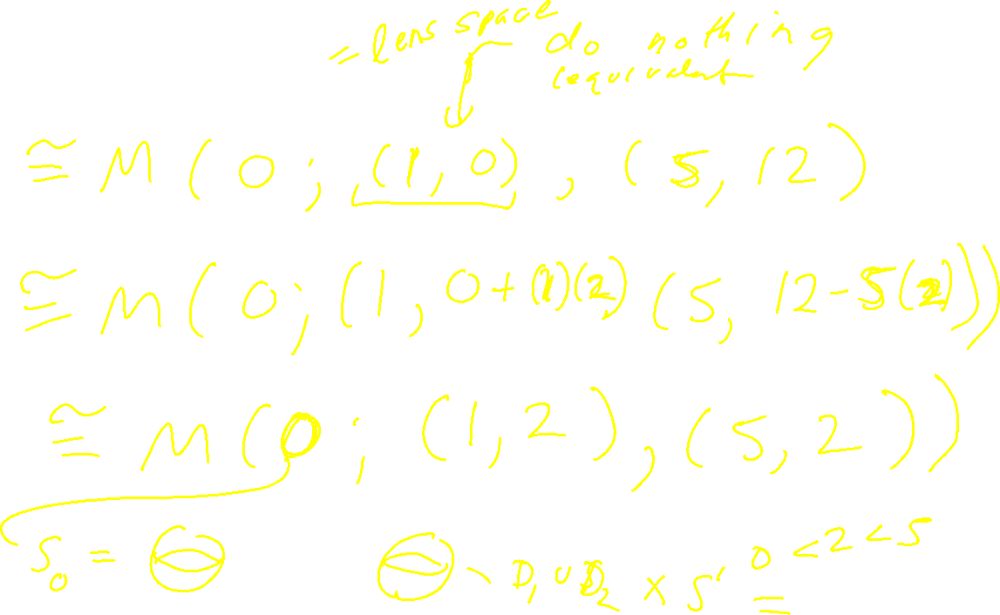 = lens space do nothing
(equivalent
≅ M ( 0 ; (1, 0) , ( 5, 12 )
≅ M ( 0 ; (1, 0+(1)(2) (5, 12-5(2)))
≅ M ( 0 ; (1,2), (5,2))
S₀ = ∖ D₁ ∪ D₂ × S¹ 0 < 2 < 5